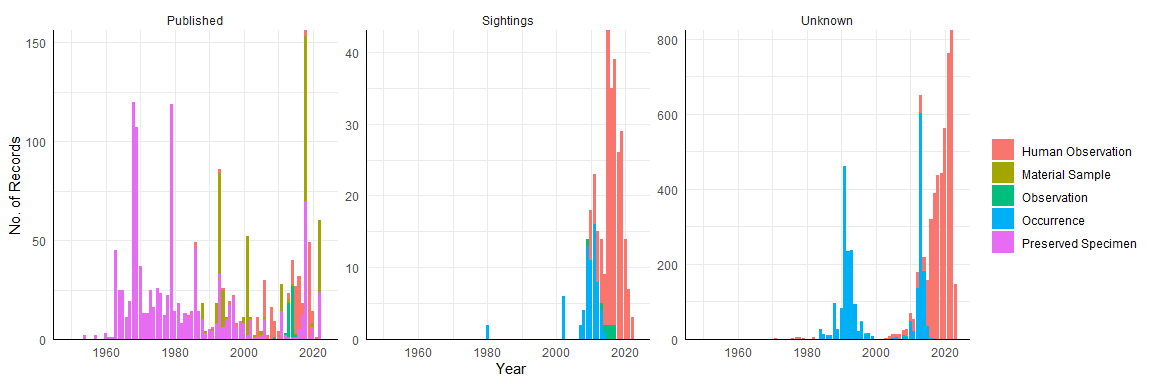 Published
Sightings
Unknown
No. of Records
150
100
50
0
1960
1980
2000
2020
40
30
20
10
0
1960
1980
2000
2020
800
600
400
200
0
1960
1980
2000
2020
Year
Human Observation
Material Sample
Observation
Occurrence
Preserved Specimen